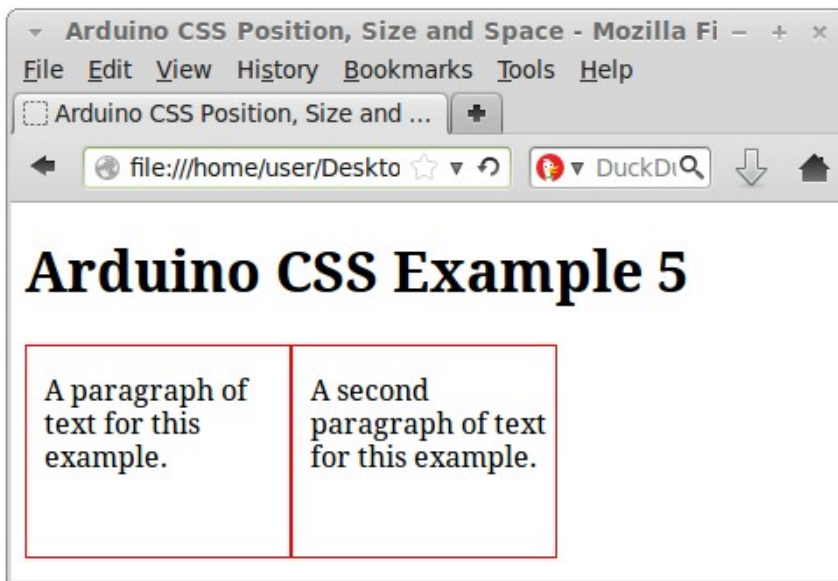 Arduino CSS Position, Size and Space - Mozilla Fi
File Edit View History Bookmarks Tools Help
Arduino CSS Position, Size and ...
file:///home/user/Deskto DuckDu
Arduino CSS Example 5
A paragraph of
text for this
example.
A second
paragraph of text
for this example.